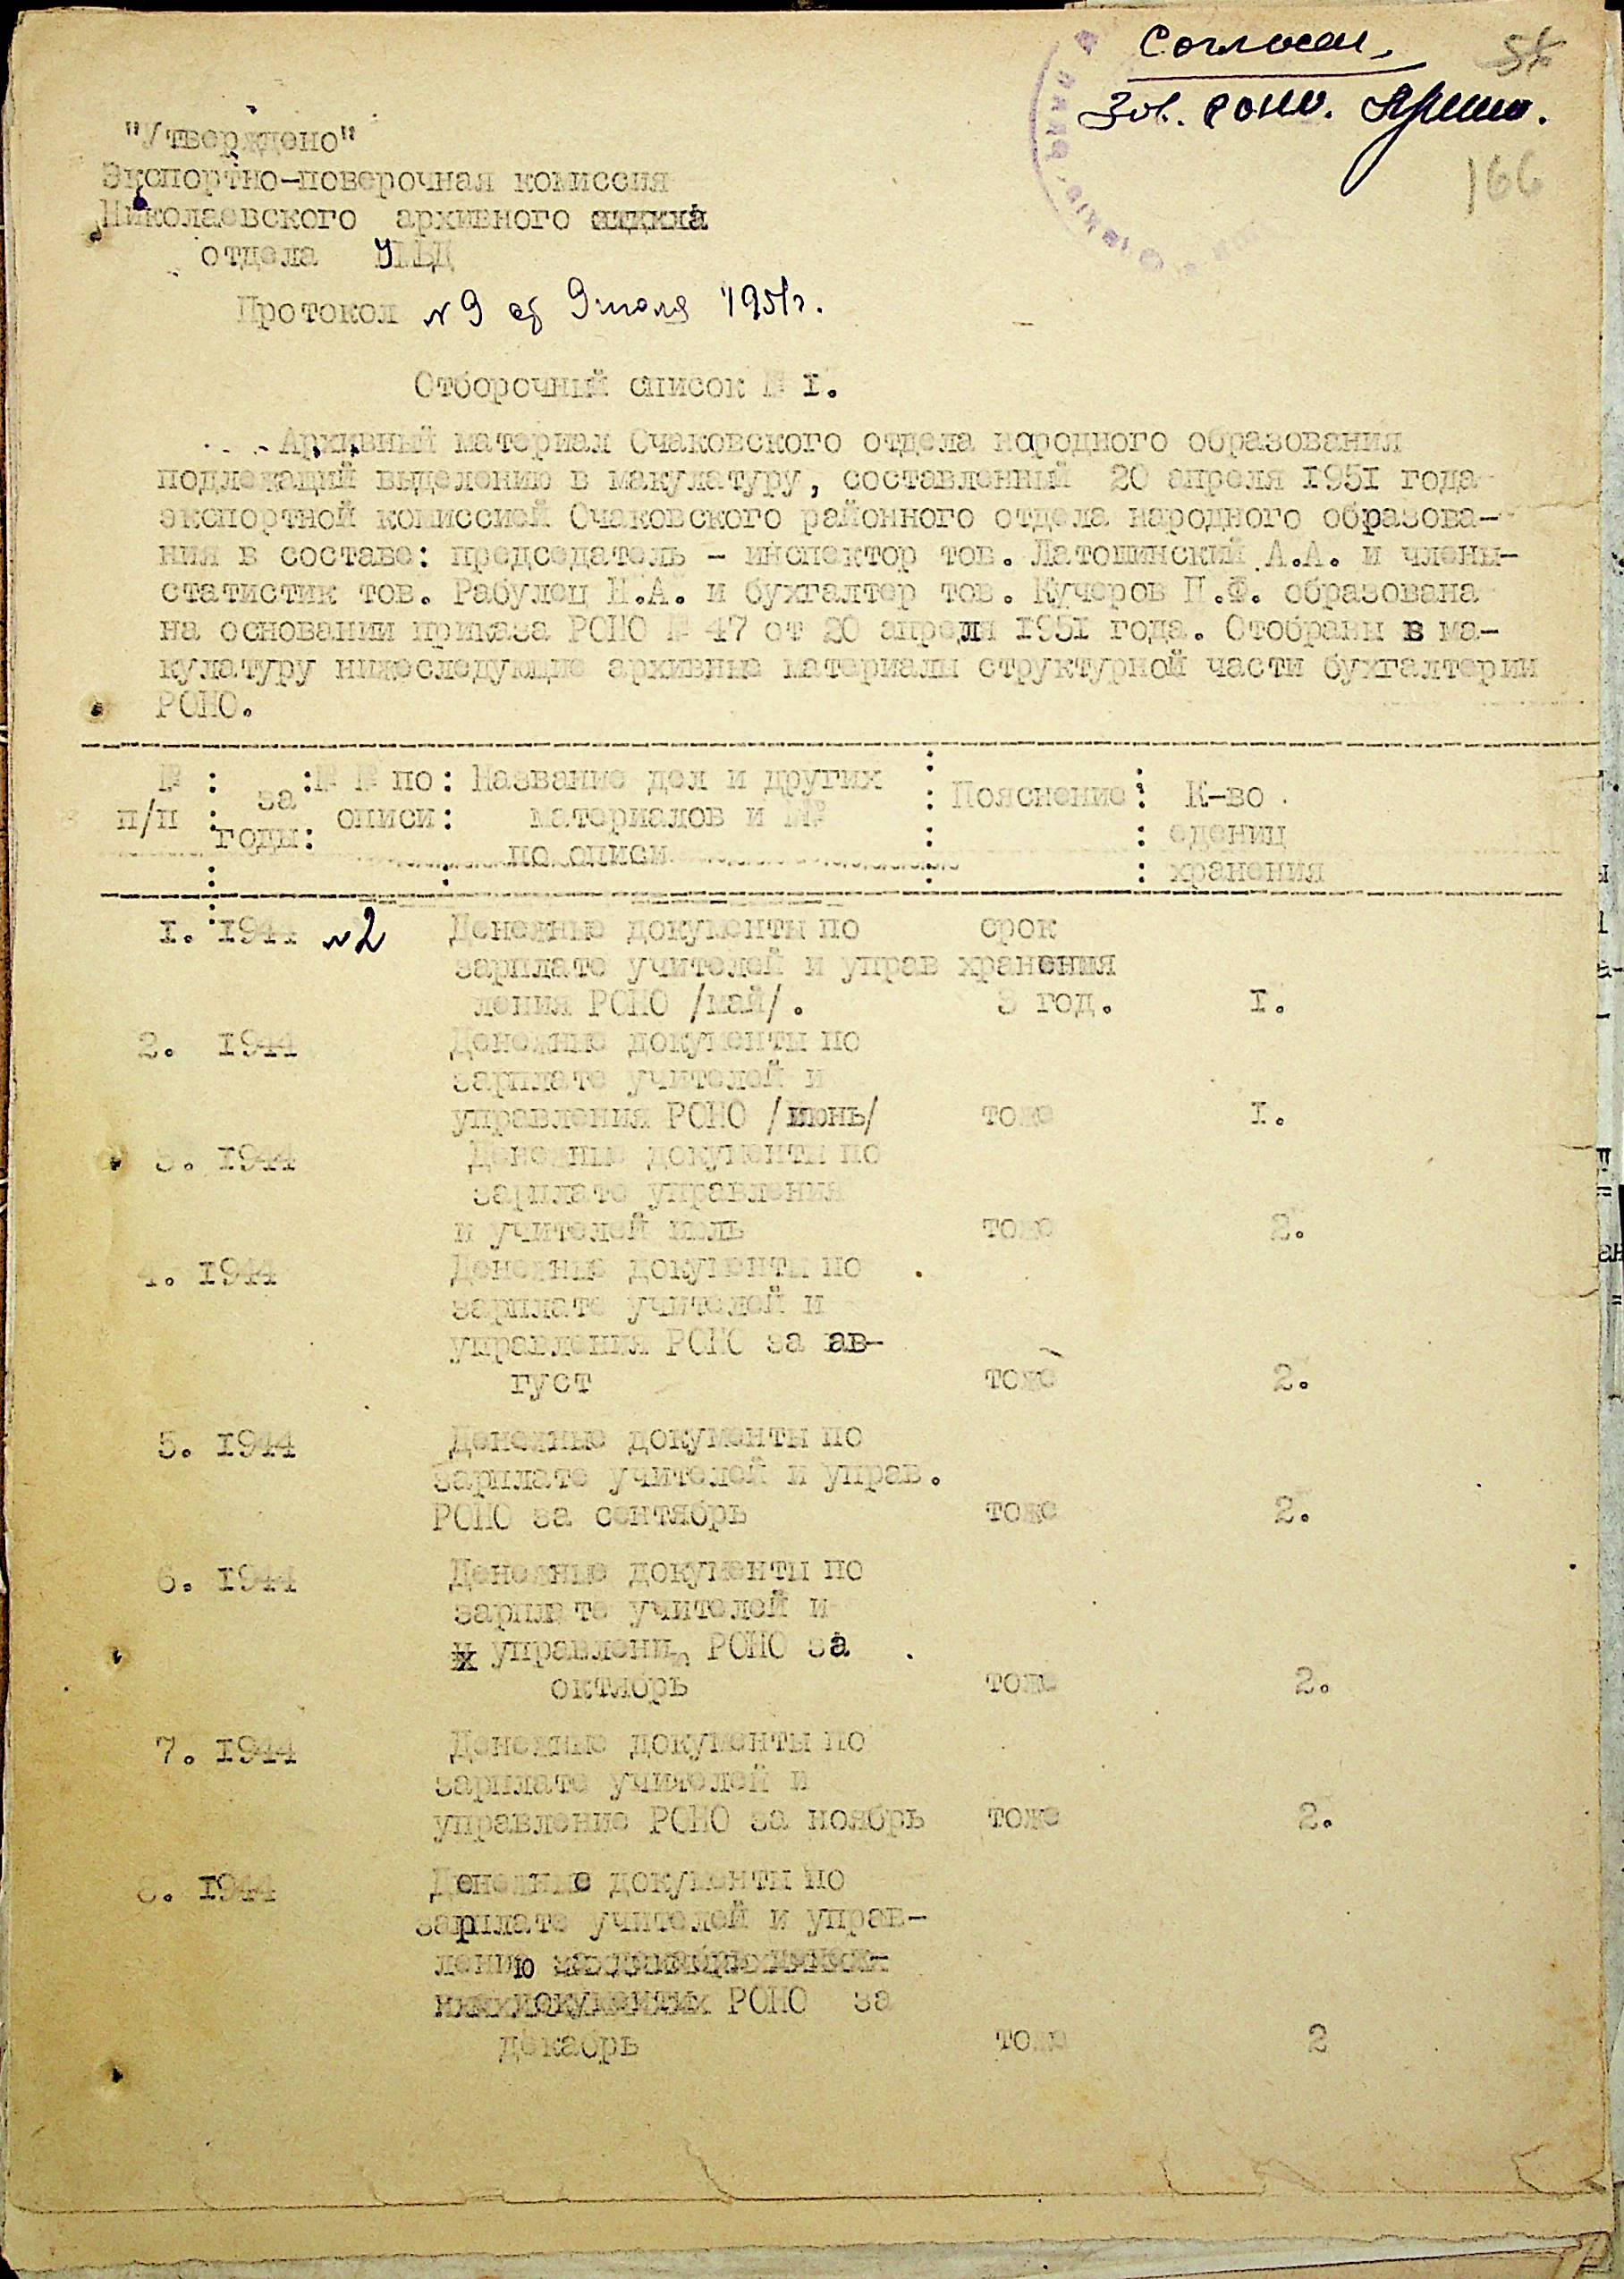 Согласен.
Зав. РОНО.
166
"Утверждено"
Экспортно-поверочная комиссия
Николаевского архивного
отдела УМВД
Протокол №9 от 9 июля 1951г.
Отборочный список № I.
Архивный материал Очаковского отдела народного образования
подлежащий выделению в макулатуру, составленный 20 апреля 1951 года
экспортной комиссией Очаковского районного отдела народного образова-
ния в составе: председатель - инспектор тов. Латошинский А.А. и члены-
статистик тов. Рабулец Н.А. и бухгалтер тов. Кучеров П.Ф. образована
на основании приказа РОНО № 47 от 20 апреля 1951 года. Отобраны в ма-
кулатуру нижеследующие архивные материалы структурной части бухгалтерии
РОНО.
№ : за :№ № по : Название дел и других : Пояснение : К-во
п/п : годы: описи: материалов и №№ : : едениц
по описи : : хранения
1. 1944 №2 Денежные документы по срок
зарплате учителей и управ хранения
ления РОНО /май/. 3 год. 1.
2. 1944 Денежные документы по
зарплате учителей и
управления РОНО /июнь/ тоже 1.
3. 1944 Денежные документы по
зарплате управления
и учителей июль тоже 2.
4. 1944 Денежные документы по
зарплате учителей и
управления РОНО за ав-
густ тоже 2.
5. 1944 Денежные документы по
зарплате учителей и управ.
РОНО за сентябрь тоже 2.
6. 1944 Денежные документы по
зарплате учителей и
управлению РОНО за
октябрь тоже 2.
7. 1944 Денежные документы по
зарплате учителей и
управление РОНО за ноябрь тоже 2.
8. 1944 Денежные документы по
зарплате учителей и управ-
лению
РОНО за
декабрь тоже 2